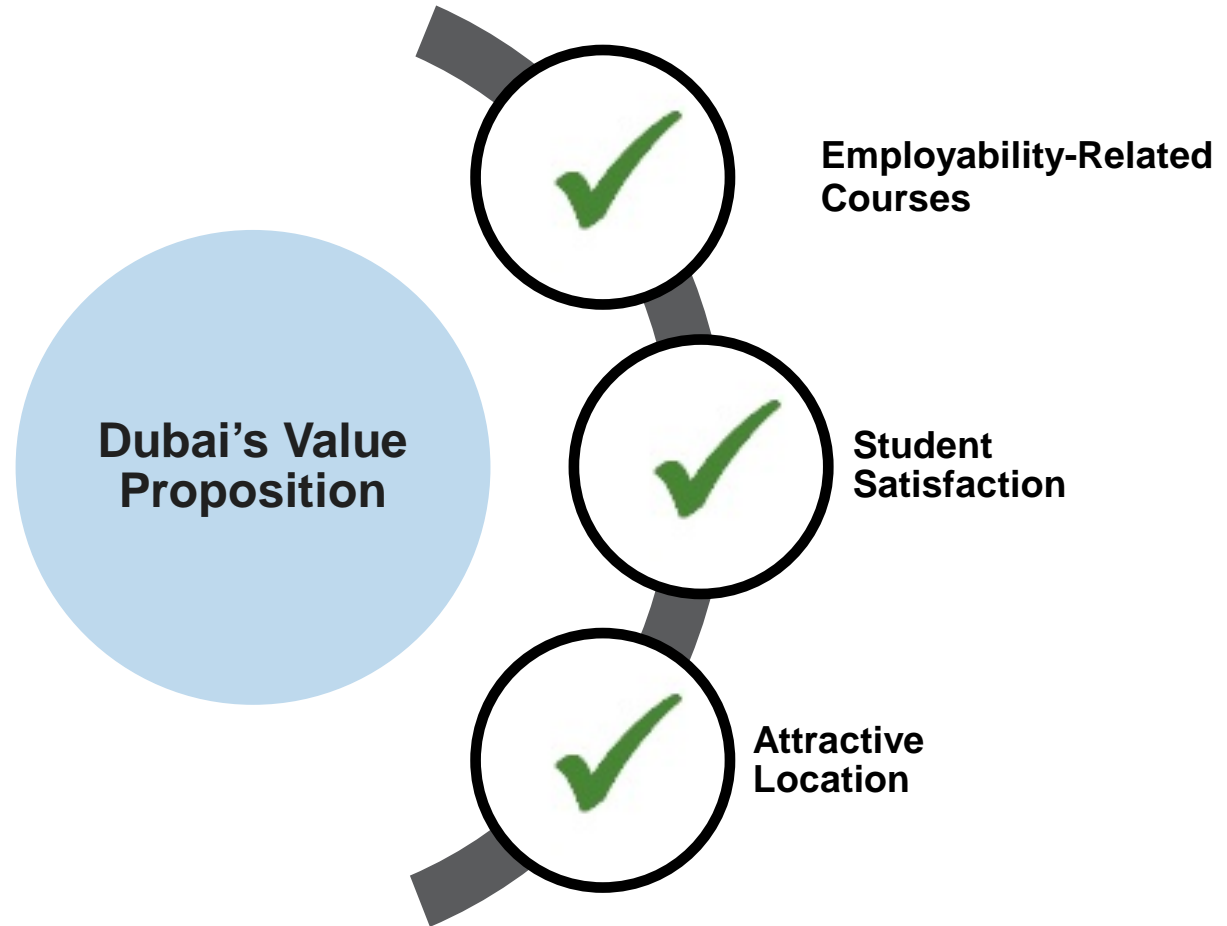 Employability-Related
Courses
Dubai’s Value
Proposition
Student
Satisfaction
Attractive
Location